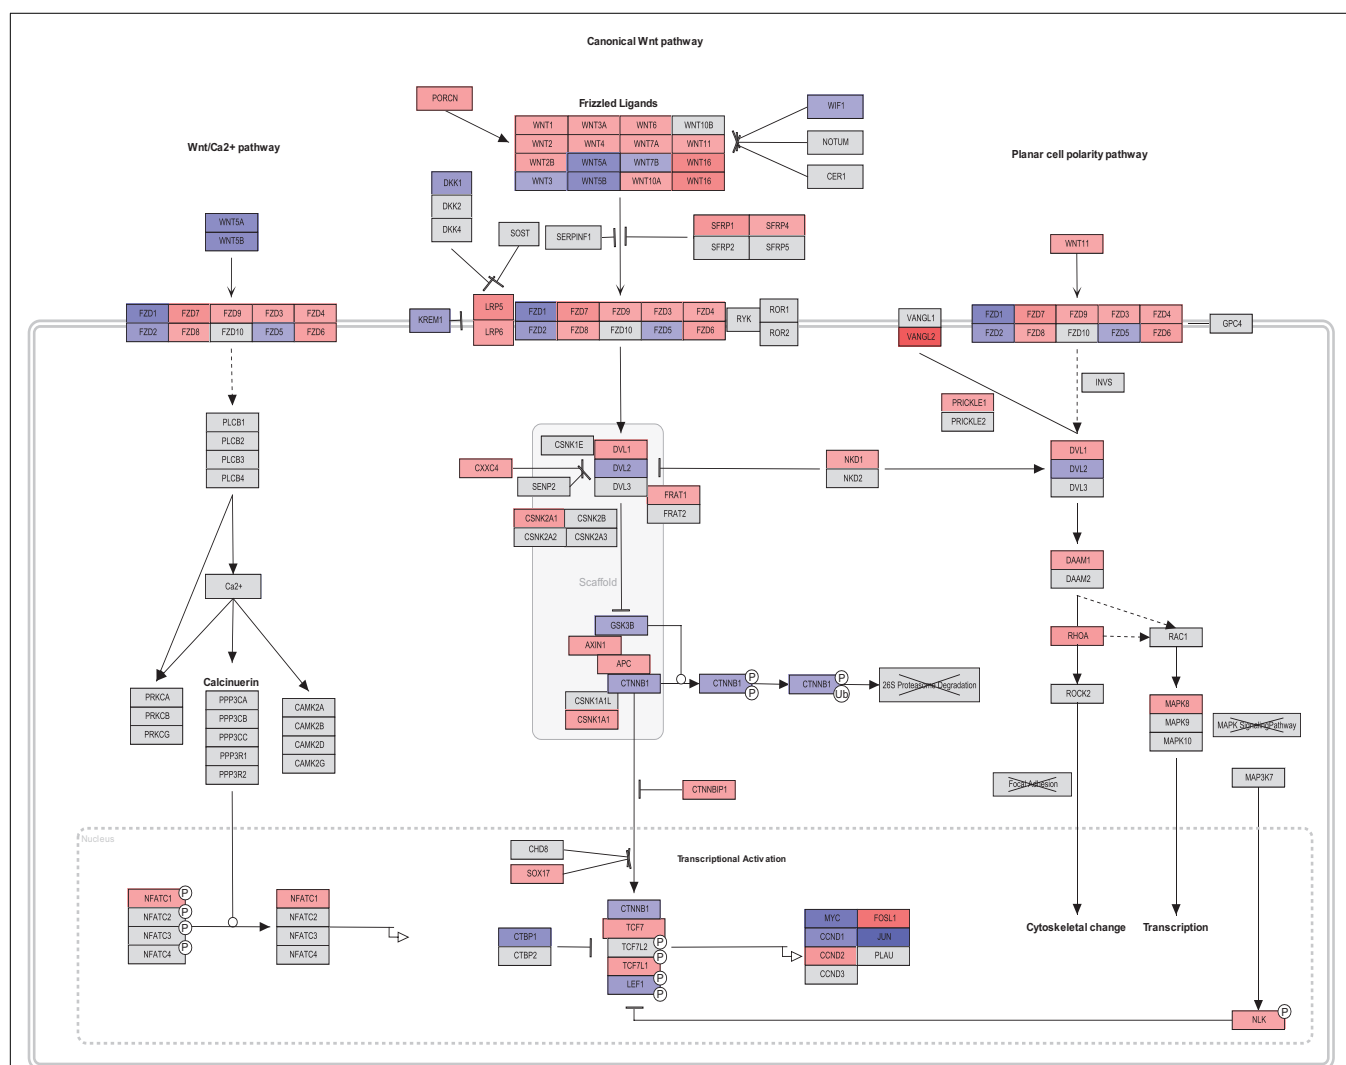 Canonical Wnt pathway
PORCN
Frizzled Ligands
WIF1
NOTUM
CER1
WNT1 WNT3A WNT6 WNT10B
WNT2 WNT4 WNT7A WNT11
WNT2B WNT5A WNT7B WNT16
WNT3 WNT5B WNT10A WNT16
Wnt/Ca2+ pathway
Planar cell polarity pathway
DKK1
DKK2
DKK4
SOST
SERPINF1
SFRP1 SFRP4
SFRP2 SFRP5
WNT5A
WNT5B
WNT11
FZD1 FZD7 FZD9 FZD3 FZD4
FZD2 FZD8 FZD10 FZD5 FZD6
KREM1
LRP5
LRP6
FZD1 FZD7 FZD9 FZD3 FZD4
FZD2 FZD8 FZD10 FZD5 FZD6
RYK
ROR1
ROR2
VANGL1
VANGL2
FZD1 FZD7 FZD9 FZD3 FZD4
FZD2 FZD8 FZD10 FZD5 FZD6
GPC4
INVS
PRICKLE1
PRICKLE2
PLCB1
PLCB2
PLCB3
PLCB4
CSNK1E
DVL1
DVL2
DVL3
CXXC4
SENP2
NKD1
NKD2
DVL1
DVL2
DVL3
FRAT1
FRAT2
CSNK2A1 CSNK2B
CSNK2A2 CSNK2A3
Scaffold
DAAM1
DAAM2
Ca2+
GSK3B
AXIN1
APC
CTNNB1
CSNK1A1L
CSNK1A1
CTNNB1
P
P
CTNNB1
P
Ub
26S Proteasome Degradation
RHOA
RAC1
ROCK2
MAPK8
MAPK9
MAPK10
MAPK SignalingPathway
Calcinuerin
PRKCA
PRKCB
PRKCG
PPP3CA
PPP3CB
PPP3CC
PPP3R1
PPP3R2
CAMK2A
CAMK2B
CAMK2D
CAMK2G
CTNNBIP1
Focal Adhesion
MAP3K7
Nucleus
CHD8
SOX17
Transcriptional Activation
NFATC1 P
NFATC2 P
NFATC3 P
NFATC4 P
NFATC1
NFATC2
NFATC3
NFATC4
CTBP1
CTBP2
CTNNB1
TCF7
TCF7L2 P
TCF7L1 P
LEF1 P
P
MYC FOSL1
CCND1 JUN
CCND2 PLAU
CCND3
Cytoskeletal change
Transcription
NLK P